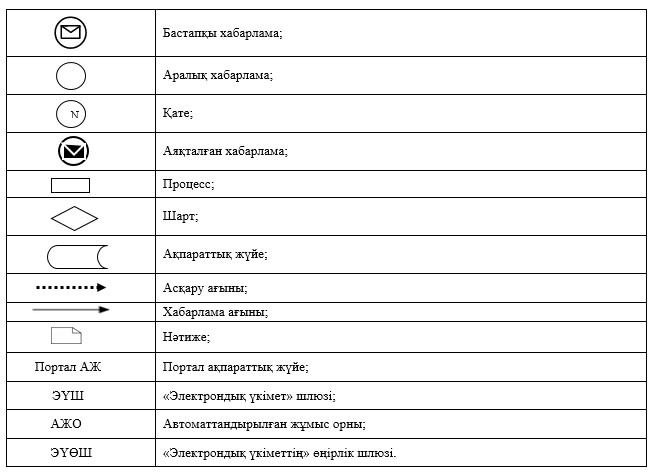 Бастапқы хабарлама;
Аралық хабарлама;
N Қате;
Аяқталған хабарлама;
Процесс;
Шарт;
Ақпараттық жүйе;
Асқару ағыны;
Хабарлама ағыны;
Нәтиже;
Портал АЖ Портал ақпараттық жүйе;
ЭҮШ «Электрондық үкімет» шлюзі;
АЖО Автоматтандырылған жұмыс орны;
ЭҮӨШ «Электрондық үкіметтің» өңірлік шлюзі.